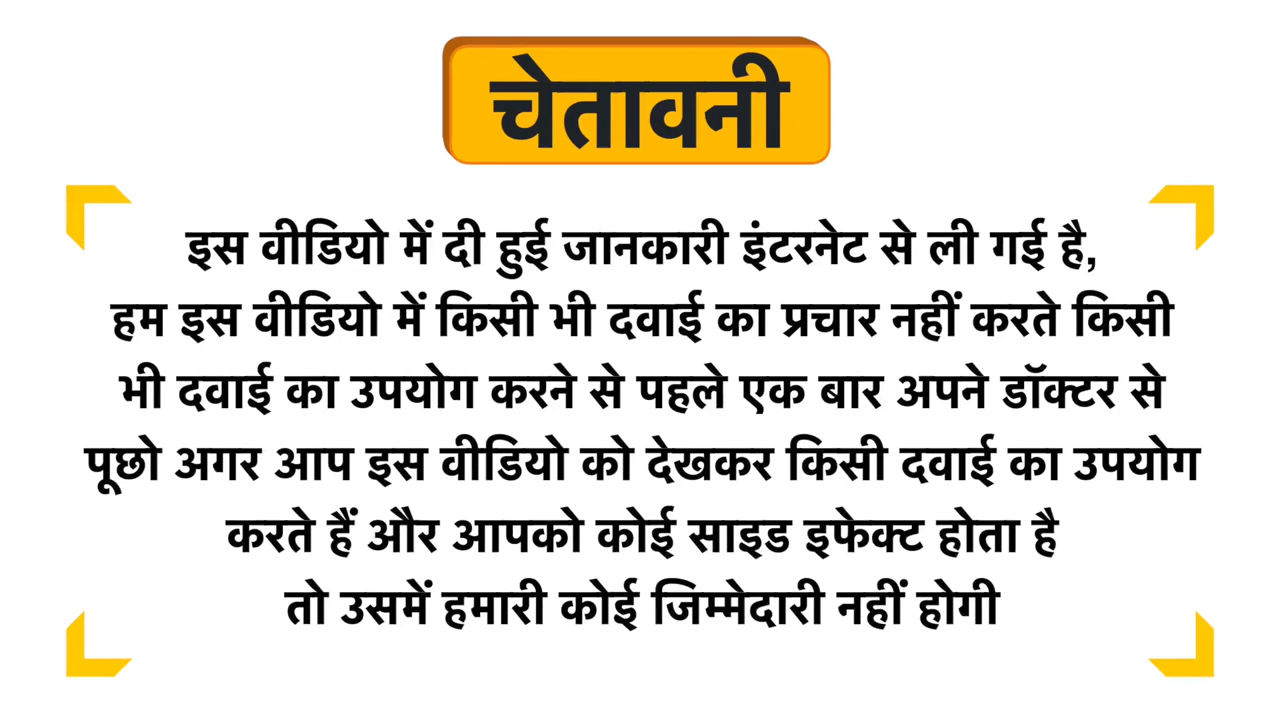 चेतावनी
इस वीडियो में दी हुई जानकारी इंटरनेट से ली गई है,
हम इस वीडियो में किसी भी दवाई का प्रचार नहीं करते किसी
भी दवाई का उपयोग करने से पहले एक बार अपने डॉक्टर से
पूछो अगर आप इस वीडियो को देखकर किसी दवाई का उपयोग
करते हैं और आपको कोई साइड इफेक्ट होता है
तो उसमें हमारी कोई जिम्मेदारी नहीं होगी